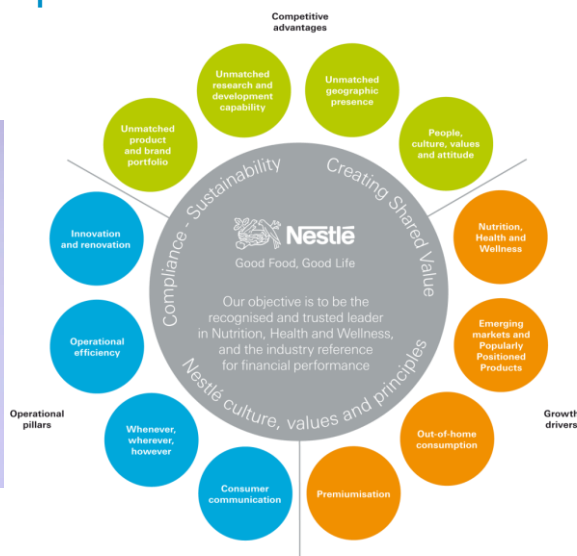 Competitive
advantages
Unmatched
research and
development
capability
Unmatched
geographic
presence
Unmatched
product
and brand
portfolio
People,
culture, values
and attitude
Compliance - Sustainability
Creating Shared Value
Innovation
and renovation
Nestlé
Good Food, Good Life
Nutrition,
Health and
Wellness
Our objective is to be the
recognised and trusted leader
in Nutrition, Health and Wellness,
and the industry reference
for financial performance
Operational
efficiency
Emerging
markets and
Popularly
Positioned
Products
Nestlé culture, values and principles
Operational
pillars
Whenever,
wherever,
however
Out-of-home
consumption
Growth
drivers
Consumer
communication
Premiumisation